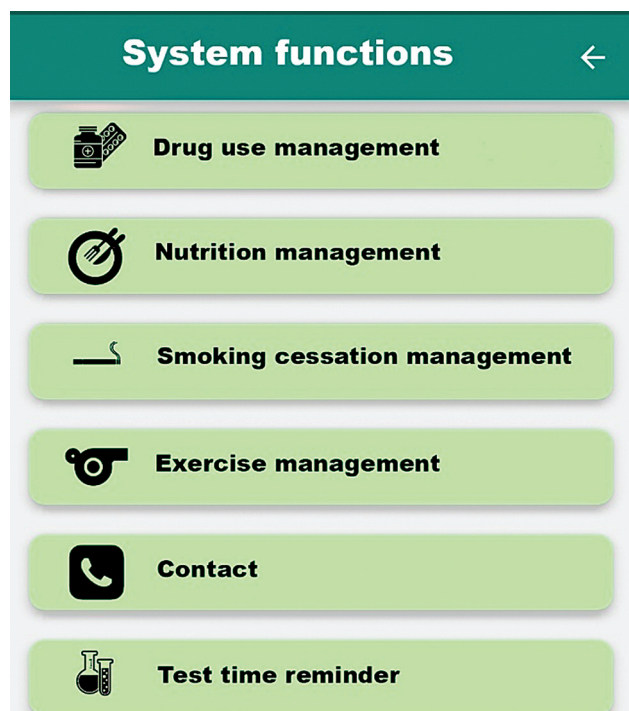 System functions
Drug use management
Nutrition management
Smoking cessation management
Exercise management
Contact
Test time reminder